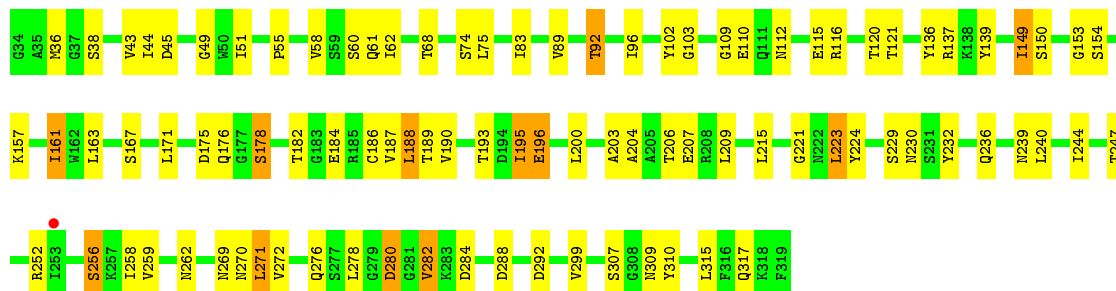 G34 A35 M36 G37 S38 V43 I44 D45 G49 W50 I51 P55 V58 S59 S60 Q61 I62 T68 S74 L75 I83 V89 T92 I96 Y102 G103 G109 E110 Q111 N112 E115 R116 T120 T121 Y136 R137 K138 Y139 I149 S150 G153 S154
K157 I161 W162 L163 S167 L171 D175 Q176 G177 S178 T182 G183 E184 R185 C186 V187 L188 T189 V190 T193 D194 I195 E196 L200 A203 A204 A205 T206 E207 R208 L209 L215 G221 N222 L223 Y224 S229 N230 S231 Y232 Q236 N239 L240 I244 T247
R252 I253 S256 K257 I258 V259 N262 N269 N270 L271 V272 Q276 S277 L278 G279 D280 G281 V282 K283 D284 D288 D292 V299 S307 G308 N309 Y310 L315 F316 Q317 K318 F319